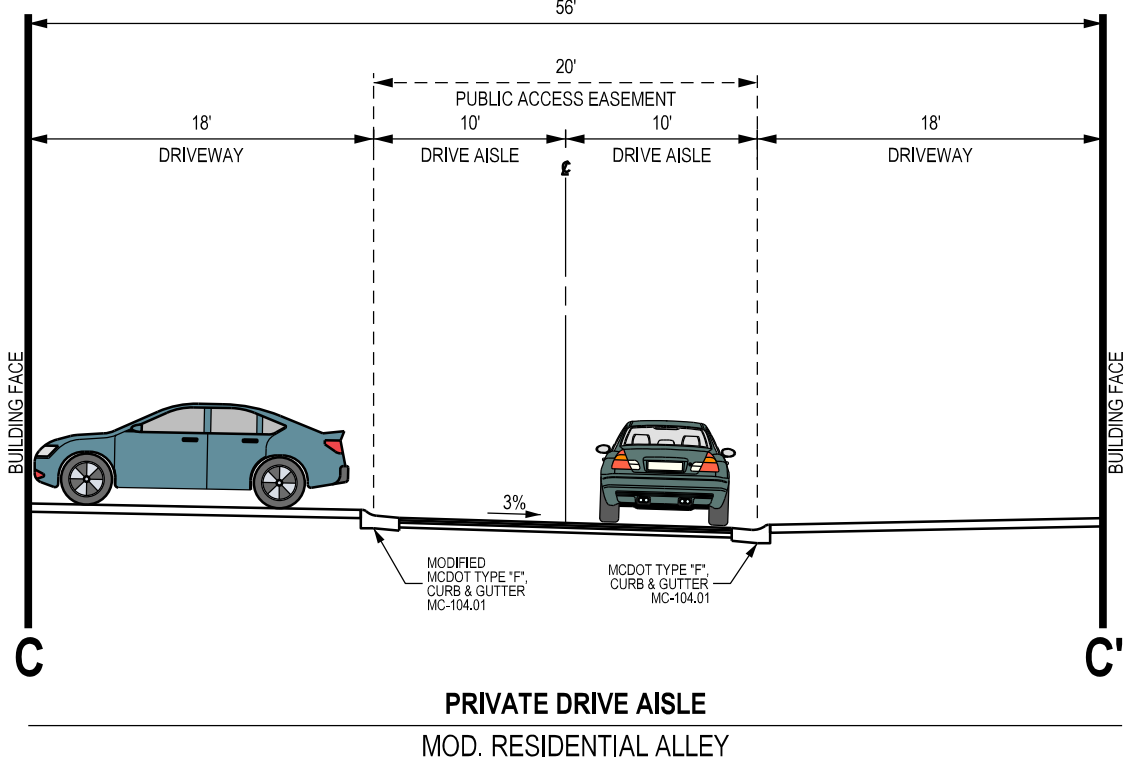 56'
20'
PUBLIC ACCESS EASEMENT
18'
10'
10'
18'
DRIVEWAY
DRIVE AISLE
DRIVE AISLE
DRIVEWAY
℄
BUILDING FACE
BUILDING FACE
3%
MODIFIED
MCDOT TYPE "F",
CURB & GUTTER
MC-104.01
MCDOT TYPE "F",
CURB & GUTTER
MC-104.01
C
C'
PRIVATE DRIVE AISLE
MOD. RESIDENTIAL ALLEY